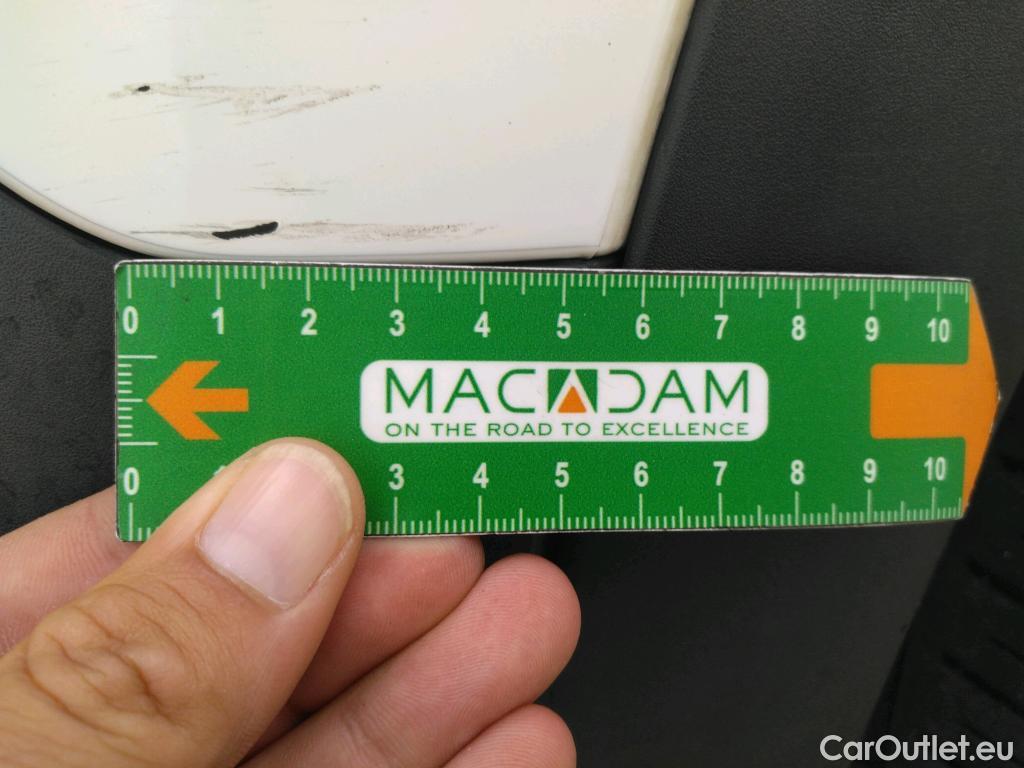 0 1 2 3 4 5 6 7 8 9 10
MACADAM
ON THE ROAD TO EXCELLENCE
0 3 4 5 6 7 8 9 10
CarOutlet.eu